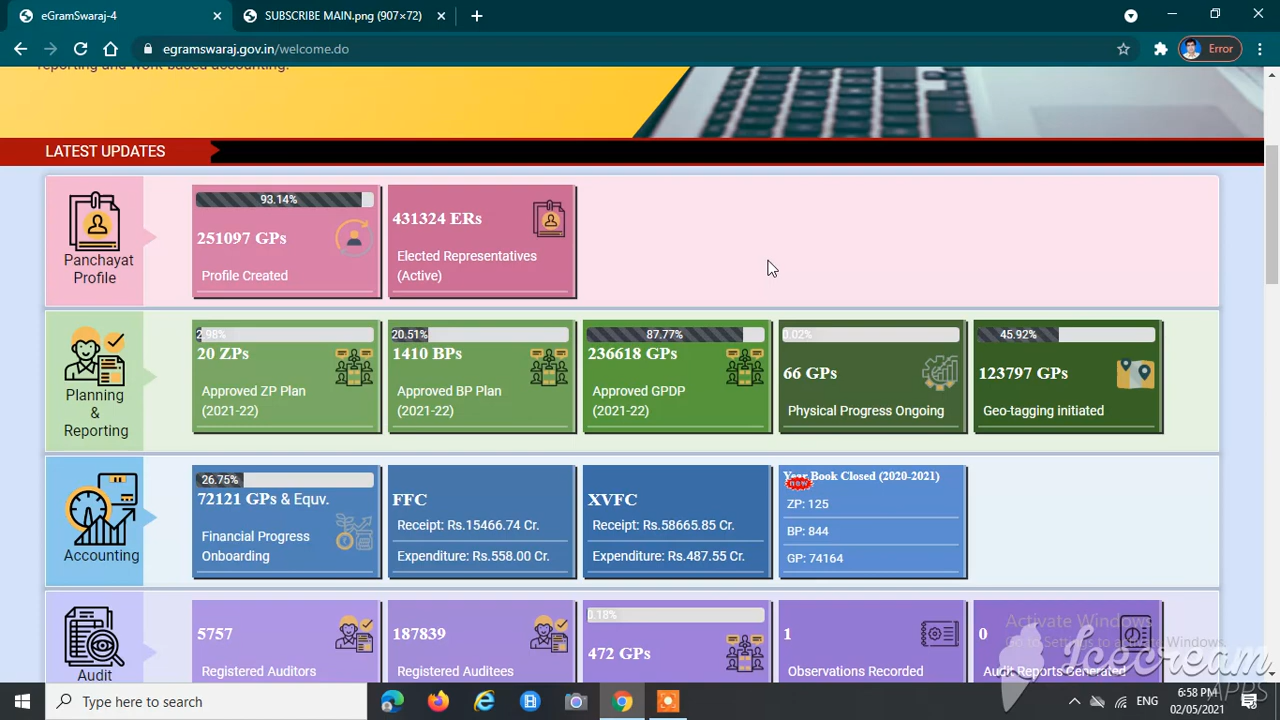 eGramSwaraj-4
SUBSCRIBE MAIN.png (907×72)
egramswaraj.gov.in/welcome.do
Error
reporting and work based accounting.
LATEST UPDATES
Panchayat
Profile
93.14%
251097 GPs
Profile Created
431324 ERs
Elected Representatives
(Active)
Planning
&
Reporting
2.98%
20 ZPs
Approved ZP Plan
(2021-22)
20.51%
1410 BPs
Approved BP Plan
(2021-22)
87.77%
236618 GPs
Approved GPDP
(2021-22)
0.02%
66 GPs
Physical Progress Ongoing
45.92%
123797 GPs
Geo-tagging initiated
Accounting
26.75%
72121 GPs & Equv.
Financial Progress
Onboarding
FFC
Receipt: Rs.15466.74 Cr.
Expenditure: Rs.558.00 Cr.
XVFC
Receipt: Rs.58665.85 Cr.
Expenditure: Rs.487.55 Cr.
Year Book Closed (2020-2021)
new
ZP: 125
BP: 844
GP: 74164
Audit
5757
Registered Auditors
187839
Registered Auditees
0.18%
472 GPs
1
Observations Recorded
0
Audit Reports Generated
Activate Windows
Go to Settings to activate Windows.
Icecream
APPS
Type here to search
ENG
6:58 PM
02/05/2021